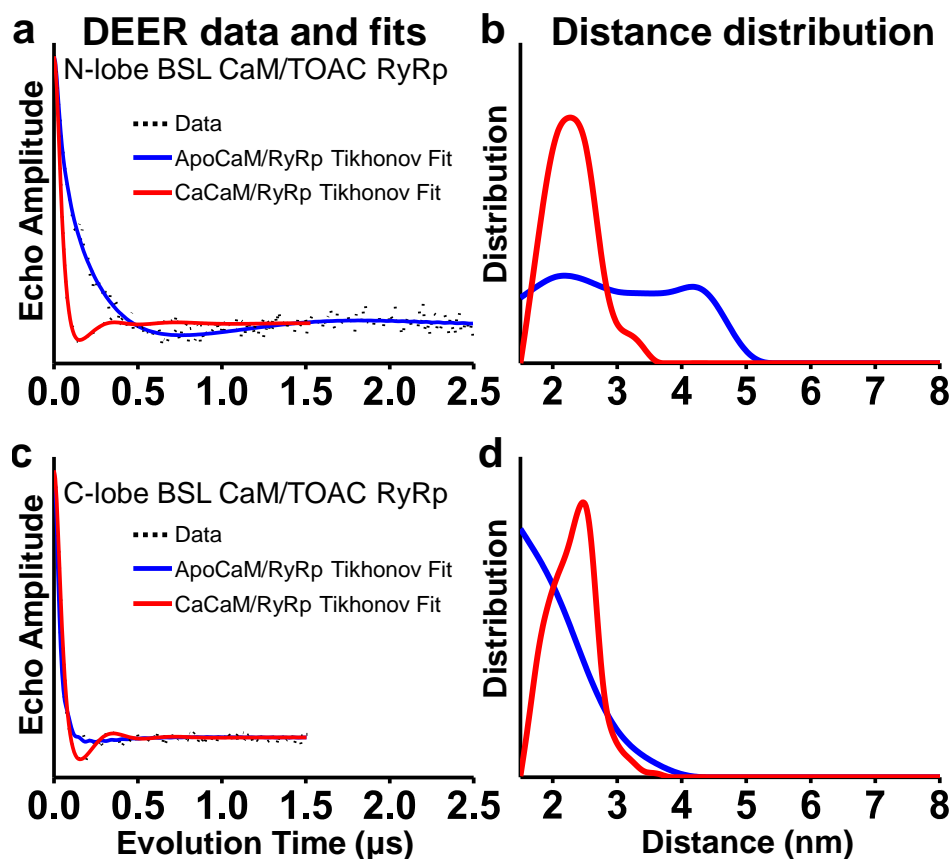 a DEER data and fits b Distance distribution
N-lobe BSL CaM/TOAC RyRp
Data
ApoCaM/RyRp Tikhonov Fit
CaCaM/RyRp Tikhonov Fit
Echo Amplitude
0.0 0.5 1.0 1.5 2.0 2.5
Distribution
2 3 4 5 6 7 8
c
C-lobe BSL CaM/TOAC RyRp
Data
ApoCaM/RyRp Tikhonov Fit
CaCaM/RyRp Tikhonov Fit
Echo Amplitude
0.0 0.5 1.0 1.5 2.0 2.5
Evolution Time (µs)
d
Distribution
2 3 4 5 6 7 8
Distance (nm)